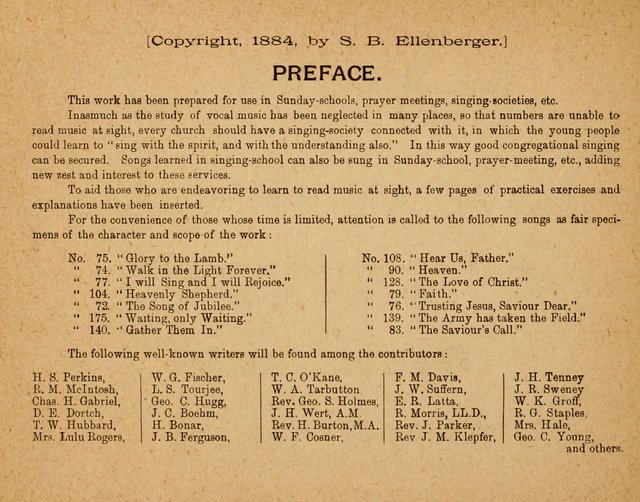 [Copyright, 1884, by S. B. Ellenberger.]
PREFACE.
This work has been prepared for use in Sunday-schools, prayer meetings, singing-societies, etc.
Inasmuch as the study of vocal music has been neglected in many places, so that numbers are unable to
read music at sight, every church should have a singing-society connected with it, in which the young people
could learn to "sing with the spirit, and with the understanding also." In this way good congregational singing
can be secured. Songs learned in singing-school can also be sung in Sunday-school, prayer-meeting, etc., adding
new zest and interest to these services.
To aid those who are endeavoring to learn to read music at sight, a few pages of practical exercises and
explanations have been inserted.
For the convenience of those whose time is limited, attention is called to the following songs as fair speci-
mens of the character and scope of the work:
No. 75. "Glory to the Lamb."
" 74. "Walk in the Light Forever."
" 77. "I will Sing and I will Rejoice."
" 104. "Heavenly Shepherd."
" 72. "The Song of Jubilee."
" 175. "Waiting, only Waiting."
" 140. "Gather Them In."
No. 108. "Hear Us, Father."
" 90. "Heaven."
" 128. "The Love of Christ."
" 79. "Faith."
" 76. "Trusting Jesus, Saviour Dear."
" 139. "The Army has taken the Field."
" 83. "The Saviour's Call."
The following well-known writers will be found among the contributors:
H. S. Perkins,
R. M. McIntosh,
Chas. H. Gabriel,
D. E. Dortch,
T. W. Hubbard,
Mrs. Lulu Rogers,
W. G. Fischer,
L. S. Tourjee,
Geo. C. Hugg,
J. C. Boehm,
H. Bonar,
J. B. Ferguson,
T. C. O'Kane,
W. A. Tarbutton
Rev. Geo. S. Holmes,
J. H. Wert, A.M.
Rev. H. Burton, M.A.
W. F. Cosner,
F. M. Davis,
J. W. Suffern,
E. R. Latta,
R. Morris, LL.D.,
Rev. J. Parker,
Rev J. M. Klepfer,
J. H. Tenney
J. R. Sweney
W. K. Groff,
R. G. Staples,
Mrs. Hale,
Geo. C. Young,
and others.